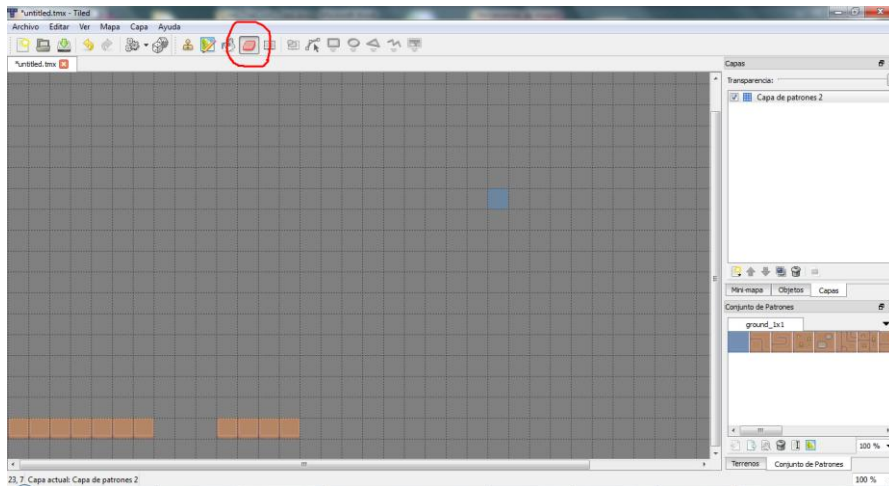 *untitled.tmx - Tiled
Archivo Editar Ver Mapa Capa Ayuda
*untitled.tmx
Capas
Transparencia:
Capa de patrones 2
Mini-mapa Objetos Capas
Conjunto de Patrones
ground_1x1
100 %
Terrenos Conjunto de Patrones
23, 7 Capa actual: Capa de patrones 2
100 %